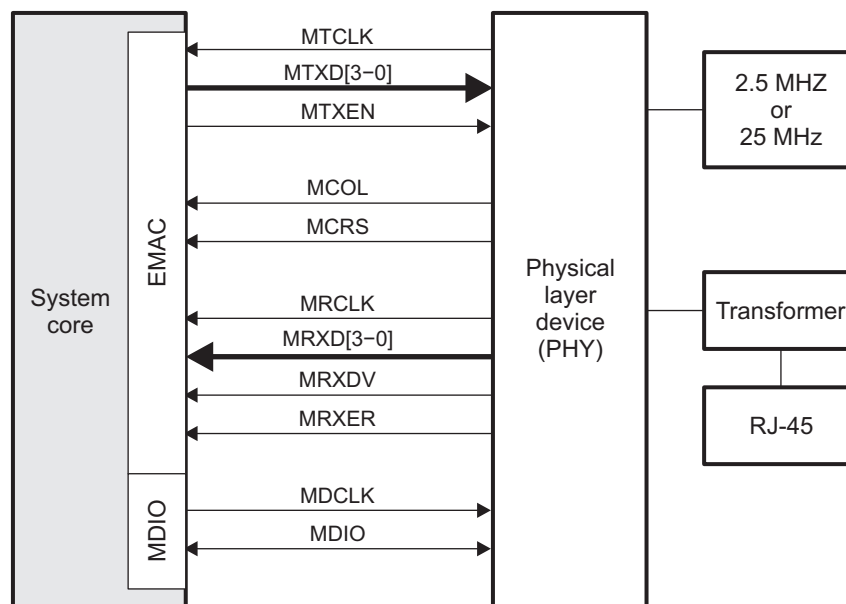 System
core
EMAC
MDIO
MTCLK
MTXD[3−0]
MTXEN
MCOL
MCRS
MRCLK
MRXD[3−0]
MRXDV
MRXER
MDCLK
MDIO
Physical
layer
device
(PHY)
2.5 MHZ
or
25 MHz
Transformer
RJ-45